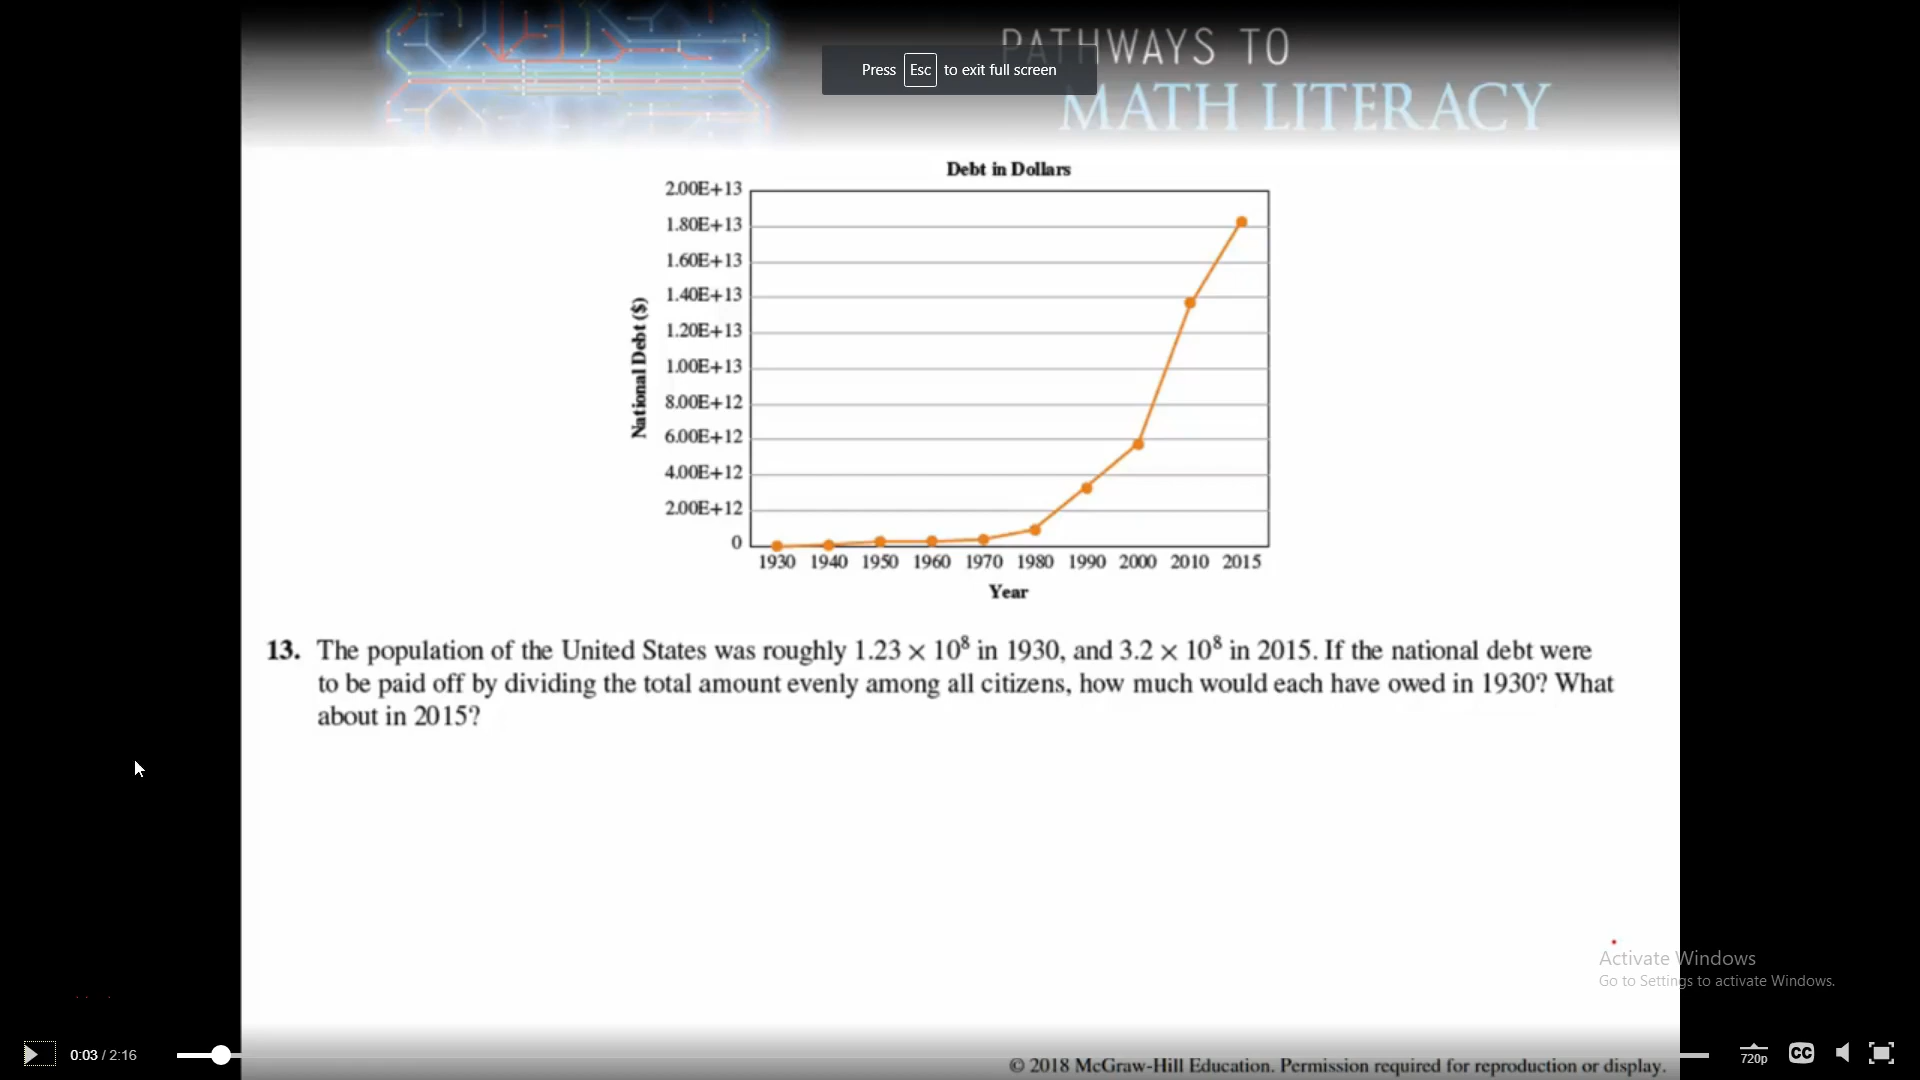 PATHWAYS TO
Press Esc to exit full screen
MATH LITERACY
Debt in Dollars
2.00E+13
1.80E+13
1.60E+13
1.40E+13
1.20E+13
1.00E+13
8.00E+12
6.00E+12
4.00E+12
2.00E+12
0
National Debt ($)
1930 1940 1950 1960 1970 1980 1990 2000 2010 2015
Year
13. The population of the United States was roughly 1.23 × 10⁸ in 1930, and 3.2 × 10⁸ in 2015. If the national debt were
to be paid off by dividing the total amount evenly among all citizens, how much would each have owed in 1930? What
about in 2015?
Activate Windows
Go to Settings to activate Windows.
0:03 / 2:16
720p
CC
© 2018 McGraw-Hill Education. Permission required for reproduction or display.